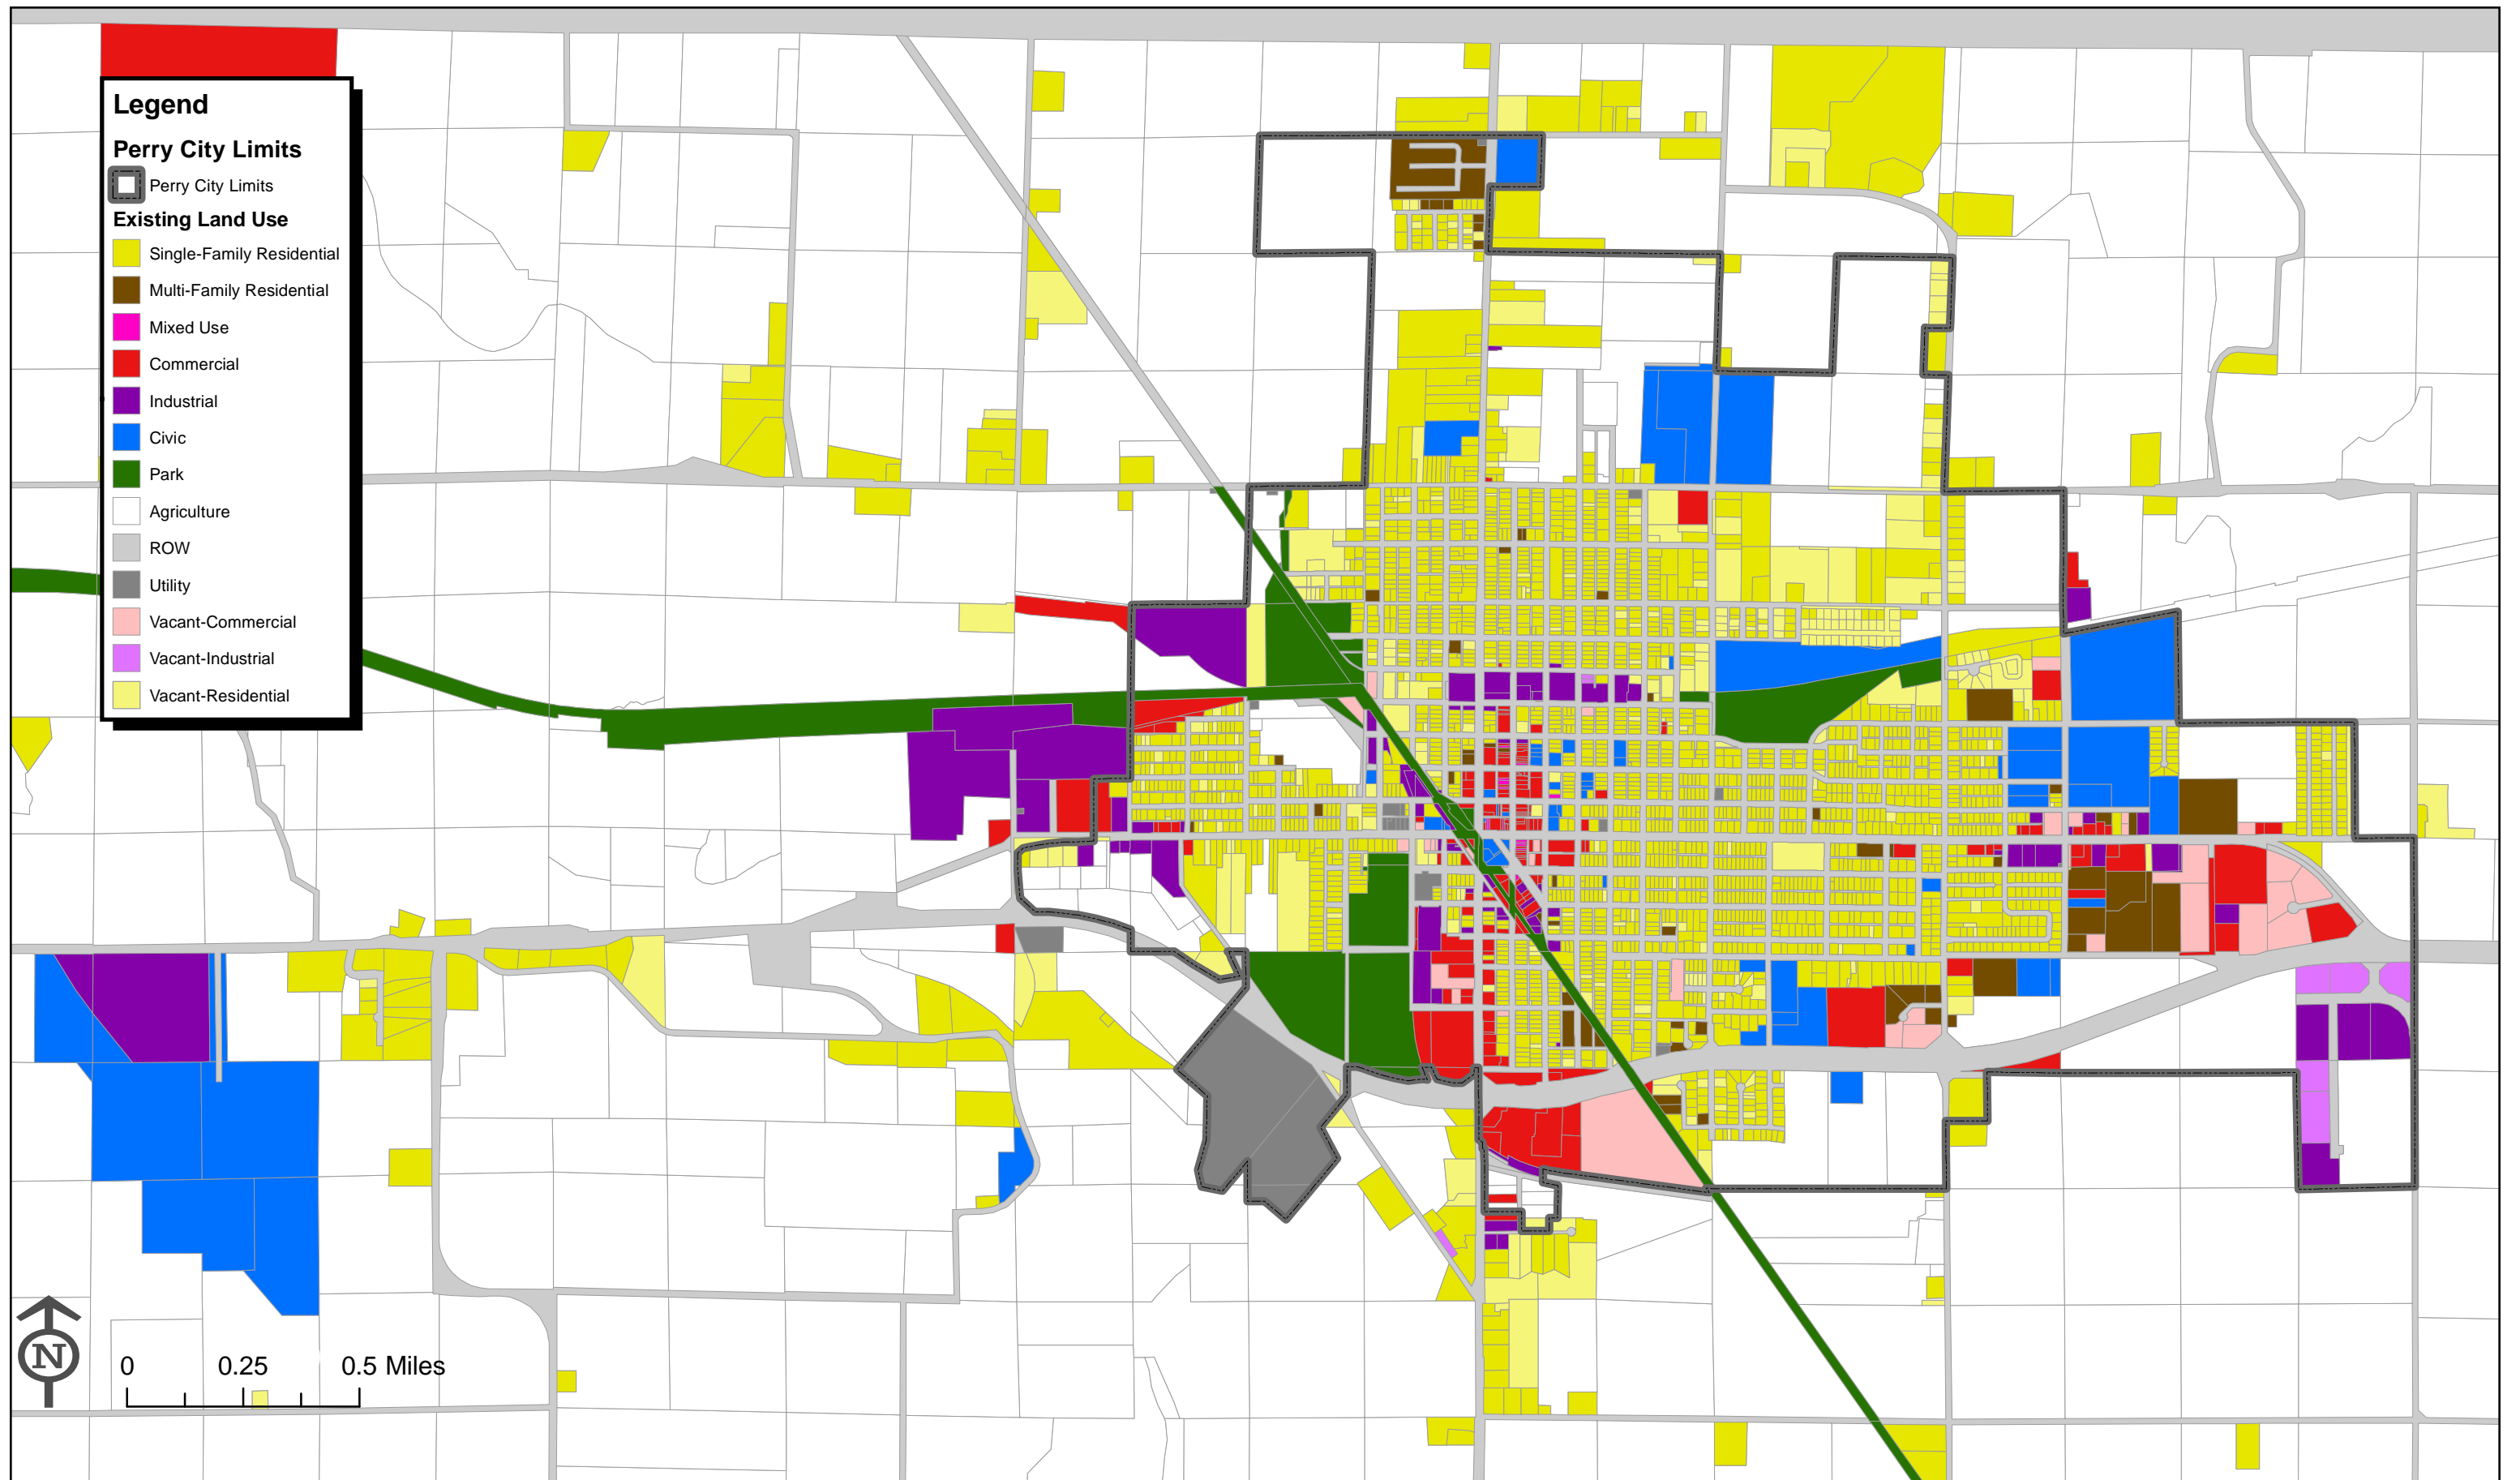 Legend
Perry City Limits
Perry City Limits
Existing Land Use
Single-Family Residential
Multi-Family Residential
Mixed Use
Commercial
Industrial
Civic
Park
Agriculture
ROW
Utility
Vacant-Commercial
Vacant-Industrial
Vacant-Residential
N
0 0.25 0.5 Miles